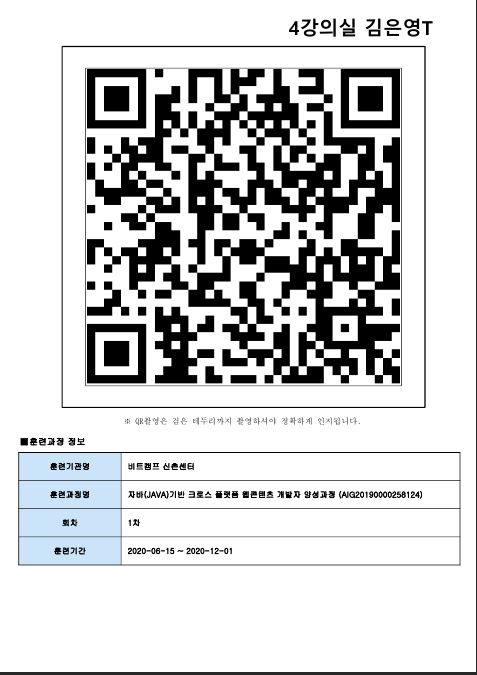 4강의실 김은영T
※ QR촬영은 검은 테두리까지 촬영하셔야 정확하게 인지됩니다.
■훈련과정 정보
훈련기관명 비트캠프 신촌센터
훈련과정명 자바(JAVA)기반 크로스 플랫폼 웹콘텐츠 개발자 양성과정 (AIG20190000258124)
회차 1차
훈련기간 2020-06-15 ~ 2020-12-01